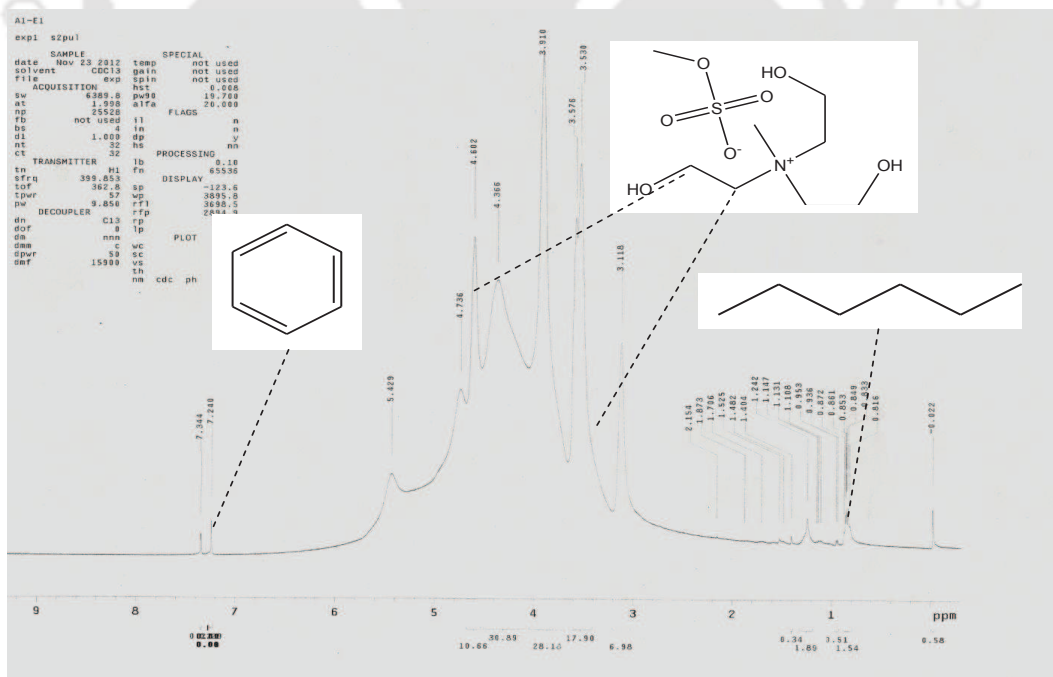 A1-E1
exp1 s2pul
SAMPLE SPECIAL
date Nov 23 2012 temp not used
solvent CDCl3 gain not used
file exp spin not used
ACQUISITION hst 0.008
sw 6389.8 pw90 19.700
at 1.998 alfa 20.000
np 25528 FLAGS
fb not used il n
bs 4 in n
d1 1.000 dp y
nt 32 hs nn
ct 32 PROCESSING
TRANSMITTER lb 0.10
tn H1 fn 65536
sfrq 399.853 DISPLAY
tof 362.8 sp -123.6
tpwr 57 wp 3895.8
pw 9.850 rfl 3698.5
DECOUPLER rfp 2894.9
dn C13 rp
dof 0 lp
dm nnn PLOT
dmm c wc
dpwr 50 sc
dmf 15900 vs
th
nm cdc ph
7.344
7.240
5.429
4.736
4.602
4.366
3.910
3.570
3.530
3.118
2.154
1.873
1.706
1.525
1.482
1.404
1.242
1.147
1.131
1.108
0.953
0.936
0.872
0.861
0.853
0.849
0.833
0.816
-0.022
O
HO
O
S
O
O-
N+
OH
HO
9 8 7 6 5 4 3 2 1 ppm
10.66
30.89
28.16
17.90
6.98
0.34
1.89
3.51
1.54
0.58
0.00